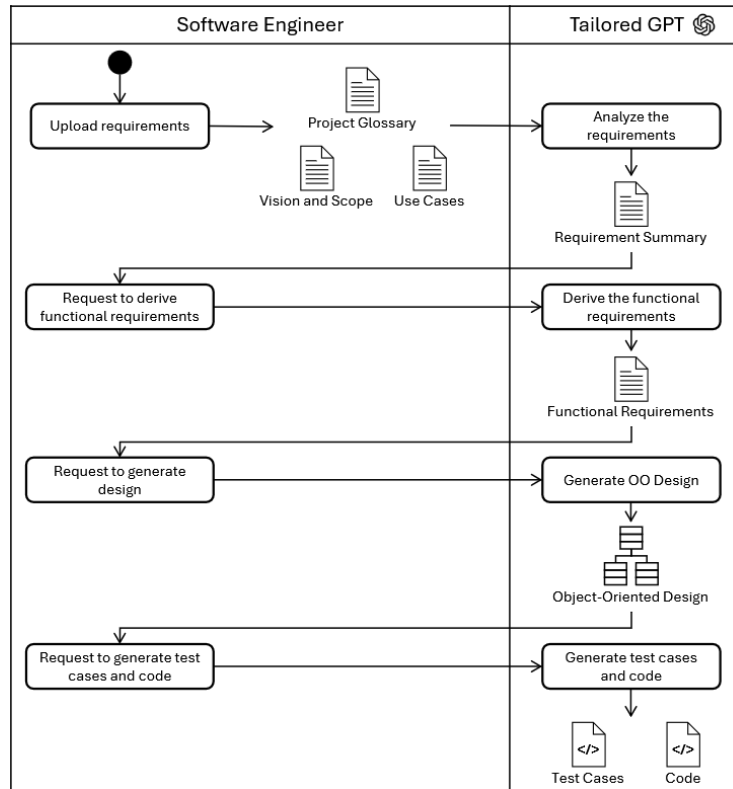 Software Engineer
Tailored GPT
Upload requirements
Project Glossary
Vision and Scope
Use Cases
Analyze the
requirements
Requirement Summary
Request to derive
functional requirements
Derive the functional
requirements
Functional Requirements
Request to generate
design
Generate OO Design
Object-Oriented Design
Request to generate test
cases and code
Generate test cases
and code
</>
</>
Test Cases
Code